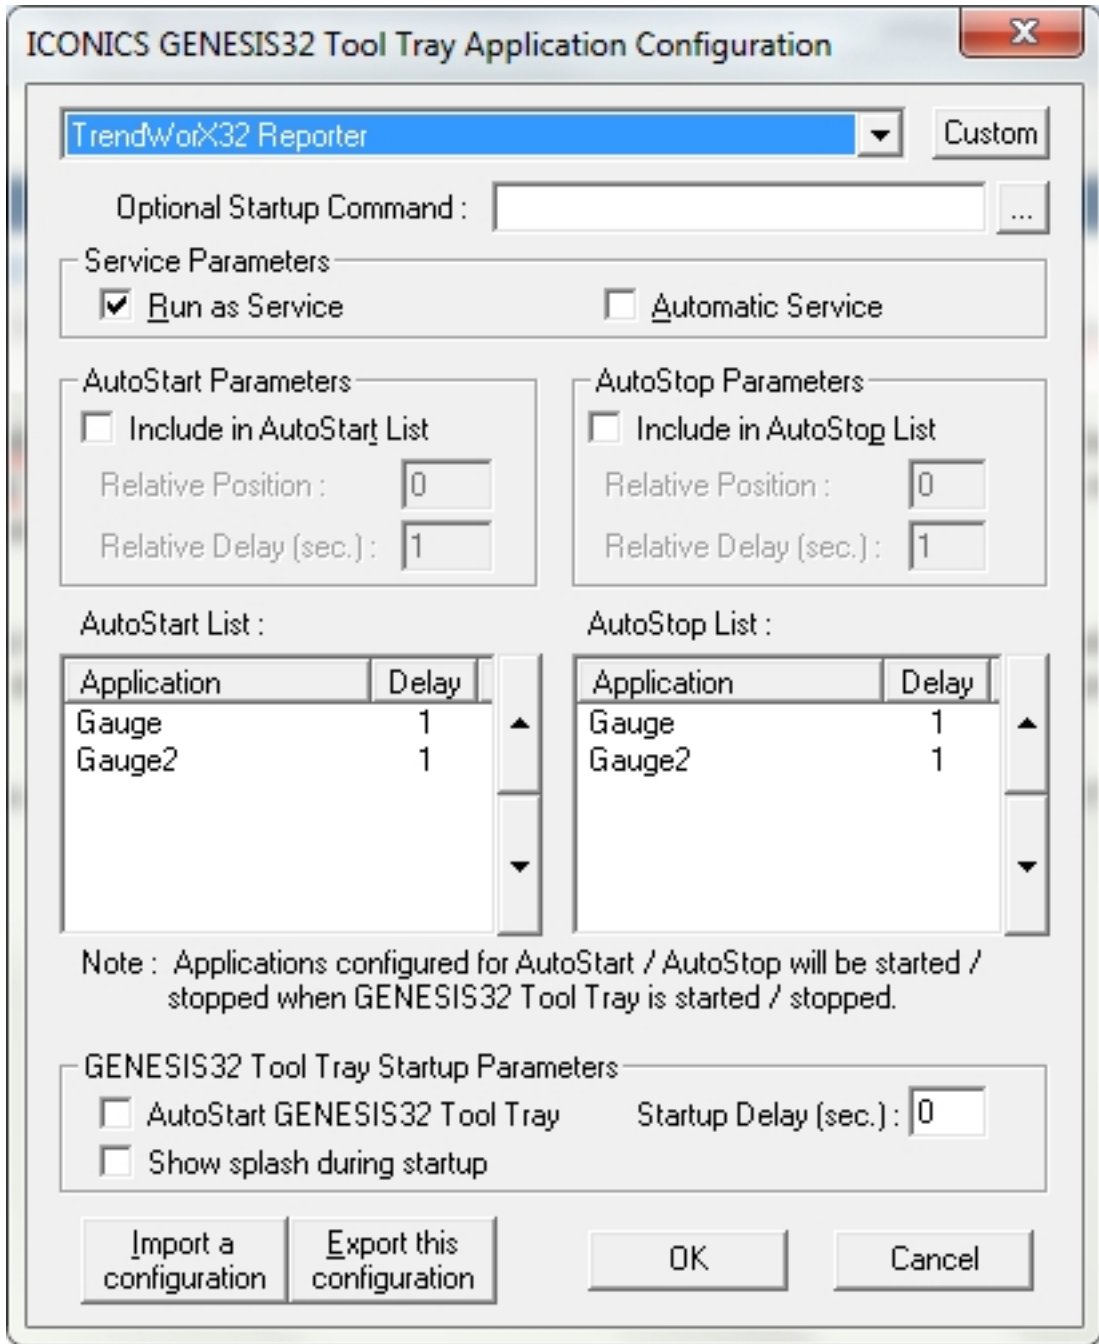 ICONICS GENESIS32 Tool Tray Application Configuration
TrendWorX32 Reporter
Custom
Optional Startup Command :
...
Service Parameters
Run as Service
Automatic Service
AutoStart Parameters
Include in AutoStart List
Relative Position : 0
Relative Delay (sec.) : 1
AutoStop Parameters
Include in AutoStop List
Relative Position : 0
Relative Delay (sec.) : 1
AutoStart List :
Application Delay
Gauge 1
Gauge2 1
AutoStop List :
Application Delay
Gauge 1
Gauge2 1
Note : Applications configured for AutoStart / AutoStop will be started /
stopped when GENESIS32 Tool Tray is started / stopped.
GENESIS32 Tool Tray Startup Parameters
AutoStart GENESIS32 Tool Tray
Startup Delay (sec.) : 0
Show splash during startup
Import a
configuration
Export this
configuration
OK
Cancel